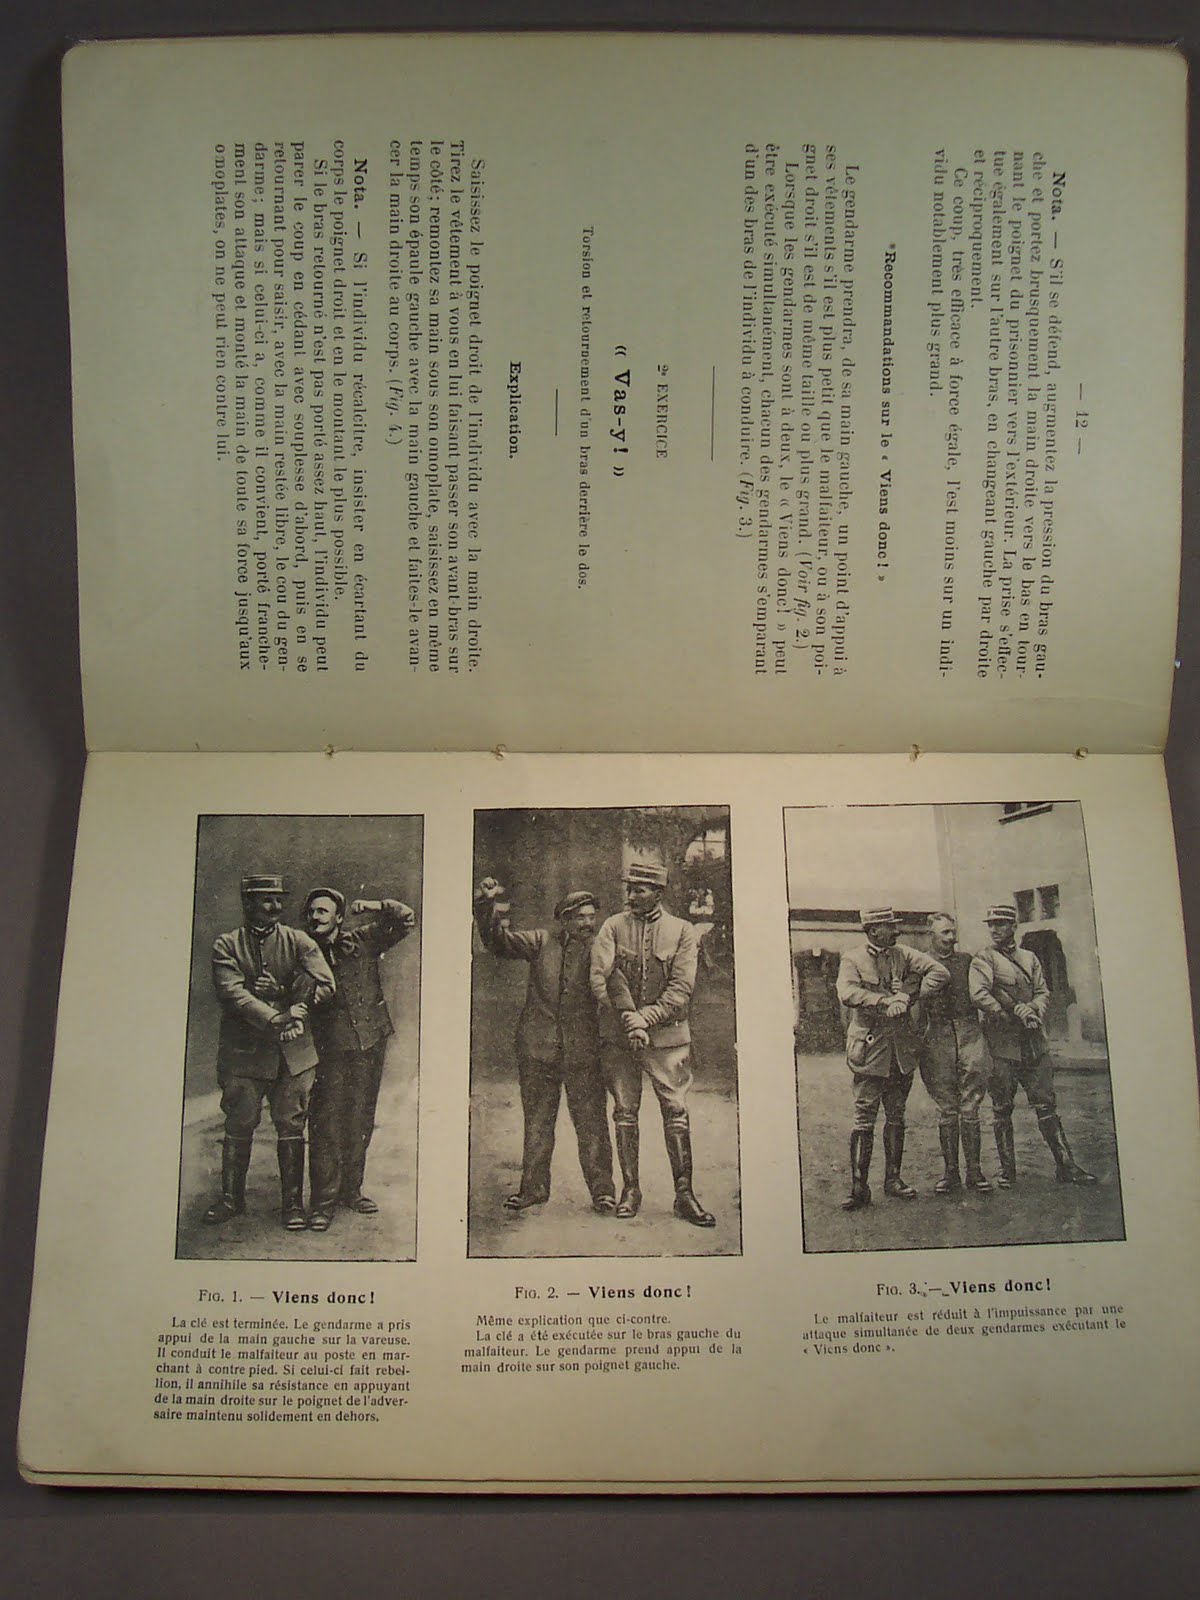 — 12 —
Nota. — S'il se défend, augmentez la pression du bras gau-
che et portez brusquement la main droite vers le bas en tour-
nant le poignet du prisonnier vers l'extérieur. La prise s'effec-
tue également sur l'autre bras, en changeant gauche par droite
et réciproquement.
Ce coup, très efficace à force égale, l'est moins sur un indi-
vidu notablement plus grand.
*Recommandations sur le « Viens donc! »
Le gendarme prendra, de sa main gauche, un point d'appui à
ses vêtements s'il est plus petit que le malfaiteur, ou à son poi-
gnet droit s'il est de même taille ou plus grand. (Voir fig. 2.)
Lorsque les gendarmes sont à deux, le « Viens donc! » peut
être exécuté simultanément, chacun des gendarmes s'emparant
d'un des bras de l'individu à conduire. (Fig. 3.)
2e EXERCICE
« Vas-y! »
Torsion et retournement d'un bras derrière le dos.
Explication.
Saisissez le poignet droit de l'individu avec la main droite.
Tirez le vêtement à vous en lui faisant passer son avant-bras sur
le côté; remontez sa main sous son omoplate, saisissez en même
temps son épaule gauche avec la main gauche et faites-le avan-
cer la main droite au corps. (Fig. 4.)
Nota. — Si l'individu récalcitre, insister en écartant du
corps le poignet droit et en le montant le plus possible.
Si le bras retourné n'est pas porté assez haut, l'individu peut
parer le coup en cédant avec souplesse d'abord, puis en se
retournant pour saisir, avec la main restée libre, le cou du gen-
darme; mais si celui-ci a, comme il convient, porté franche-
ment son attaque et monté la main de toute sa force jusqu'aux
omoplates, on ne peut rien contre lui.
FIG. 1. — Viens donc!
La clé est terminée. Le gendarme a pris
appui de la main gauche sur la vareuse.
Il conduit le malfaiteur au poste en mar-
chant à contre pied. Si celui-ci fait rebel-
lion, il annihile sa résistance en appuyant
de la main droite sur le poignet de l'adver-
saire maintenu solidement en dehors.
FIG. 2. — Viens donc!
Même explication que ci-contre.
La clé a été exécutée sur le bras gauche du
malfaiteur. Le gendarme prend appui de la
main droite sur son poignet gauche.
FIG. 3. — Viens donc!
Le malfaiteur est réduit à l'impuissance par une
attaque simultanée de deux gendarmes exécutant le
« Viens donc ».